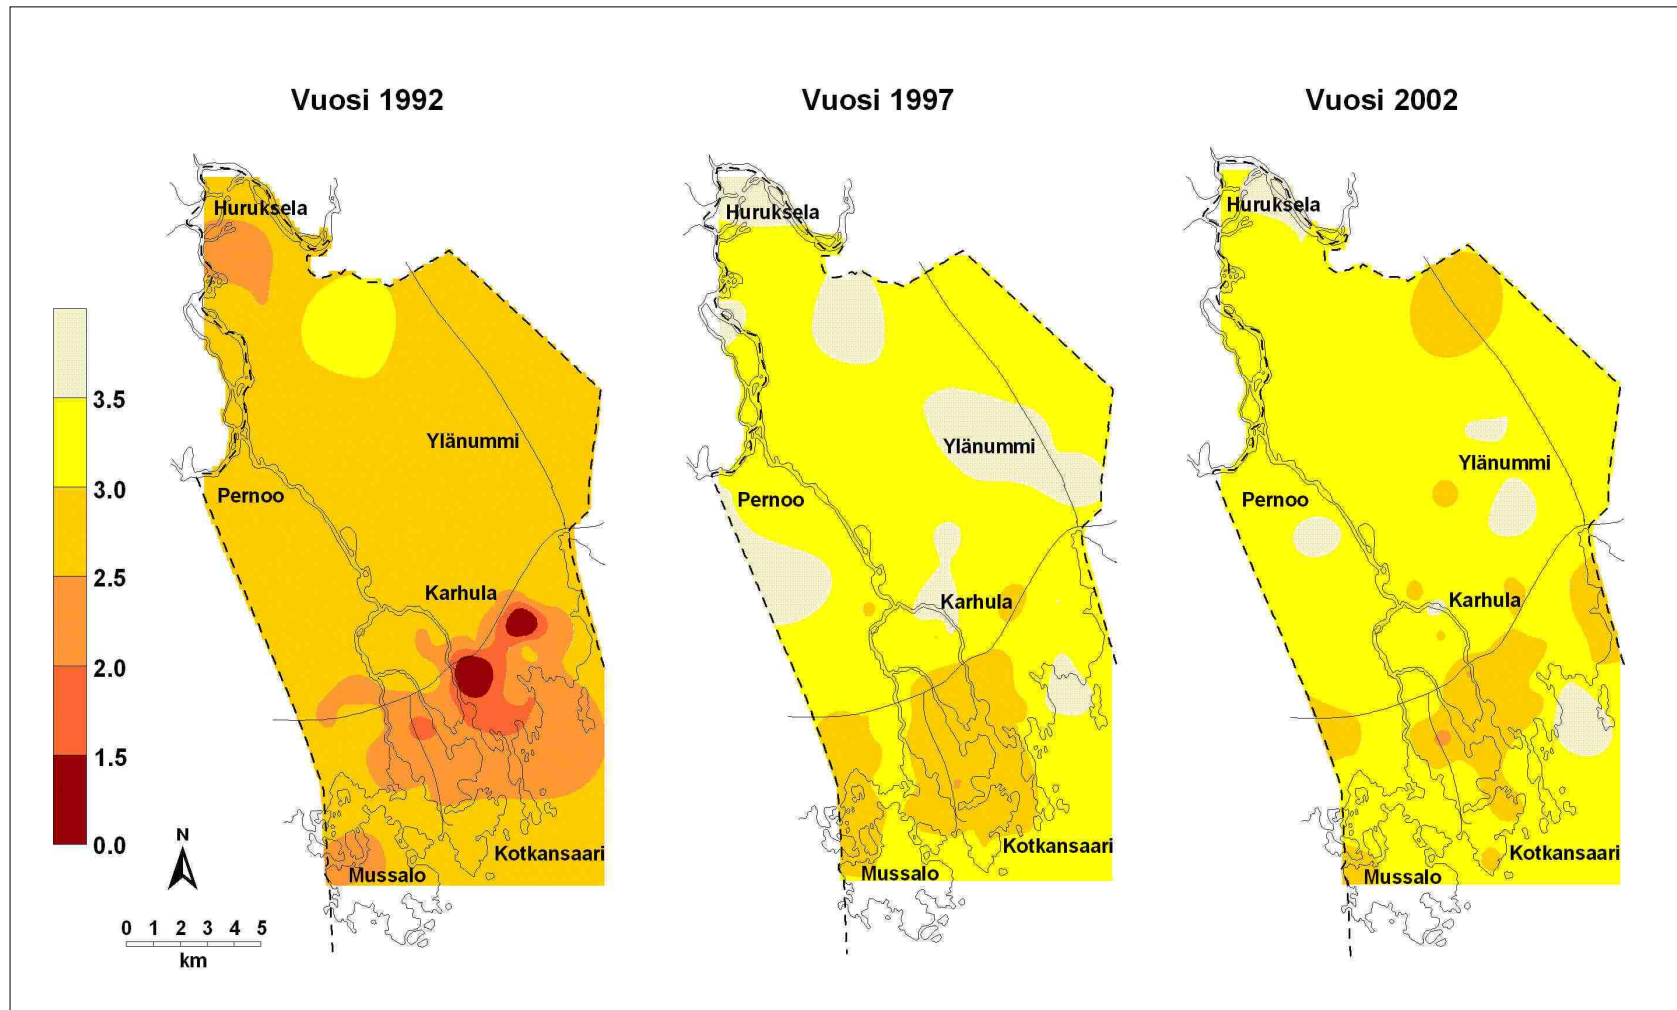 Vuosi 1992
Vuosi 1997
Vuosi 2002
Huruksela
Ylänummi
Pernoo
Karhula
Kotkansaari
Mussalo
Huruksela
Ylänummi
Pernoo
Karhula
Kotkansaari
Mussalo
Huruksela
Ylänummi
Pernoo
Karhula
Kotkansaari
Mussalo
3.5
3.0
2.5
2.0
1.5
0.0
N
0 1 2 3 4 5
km